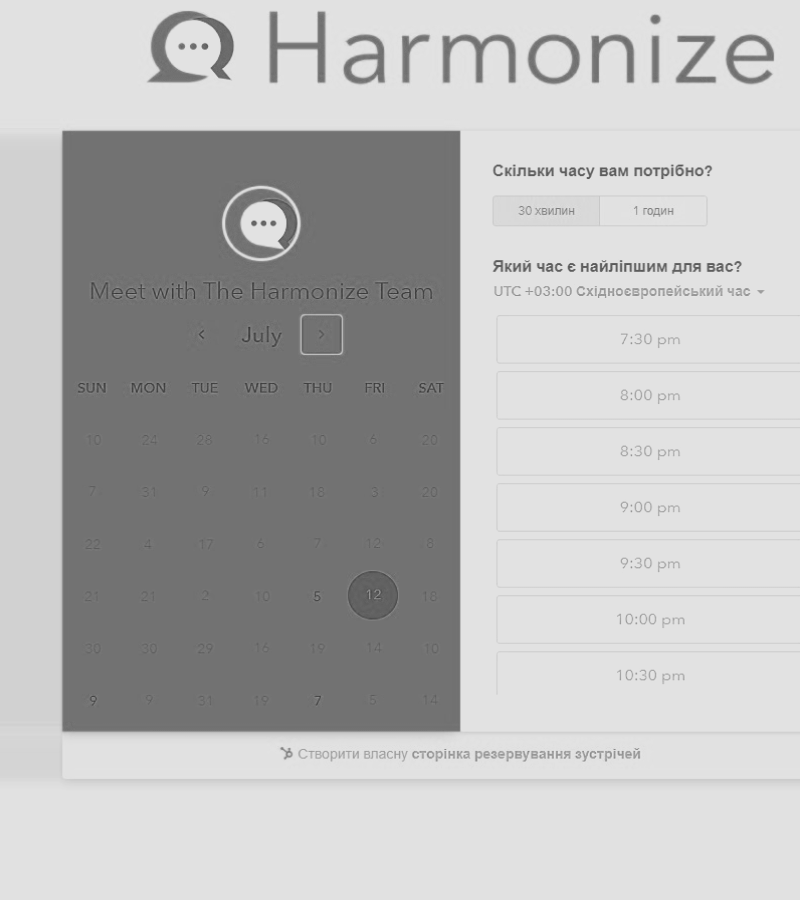 Harmonize
Meet with The Harmonize Team
July
SUN MON TUE WED THU FRI SAT
10 24 28 16 10 6 20
7 31 9 11 18 3 20
22 4 17 6 7 12 8
21 21 2 10 5 12 18
30 30 29 16 19 14 10
9 9 31 19 7 5 14
Скільки часу вам потрібно?
30 хвилин 1 годин
Який час є найліпшим для вас?
UTC +03:00 Східноєвропейський час
7:30 pm
8:00 pm
8:30 pm
9:00 pm
9:30 pm
10:00 pm
10:30 pm
Створити власну сторінка резервування зустрічей